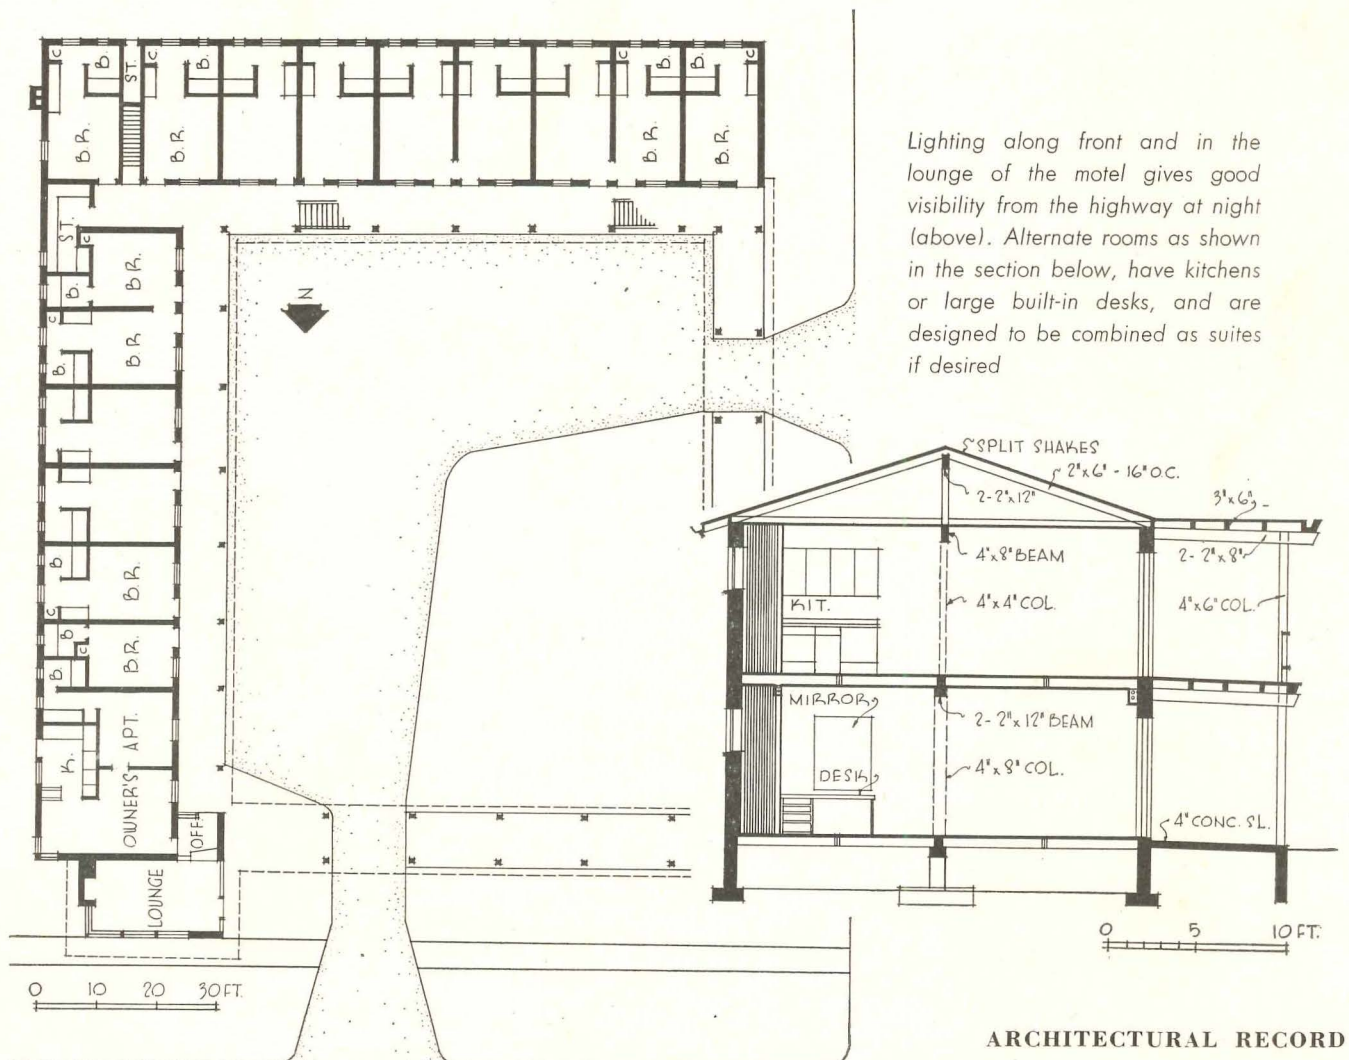 C
B.
ST.
C
B.
C
B.
B.
C
B.R.
B.R.
B.R.
B.R.
ST.
C
B.R.
B.
C
B.R.
B.
N
B
C
B.R.
B
C
B.R.
B.
K.
OWNER'S APT.
OFF.
LOUNGE
0 10 20 30 FT.
Lighting along front and in the
lounge of the motel gives good
visibility from the highway at night
(above). Alternate rooms as shown
in the section below, have kitchens
or large built-in desks, and are
designed to be combined as suites
if desired
SPLIT SHAKES
2"x6" - 16" O.C.
2-2"x12"
3"x6"
4"x8" BEAM
2-2"x8"
KIT.
4"x4" COL.
4"x6" COL.
MIRROR
2-2"x12" BEAM
DESK
4"x8" COL.
4" CONC. SL.
0 5 10 FT.
ARCHITECTURAL RECORD